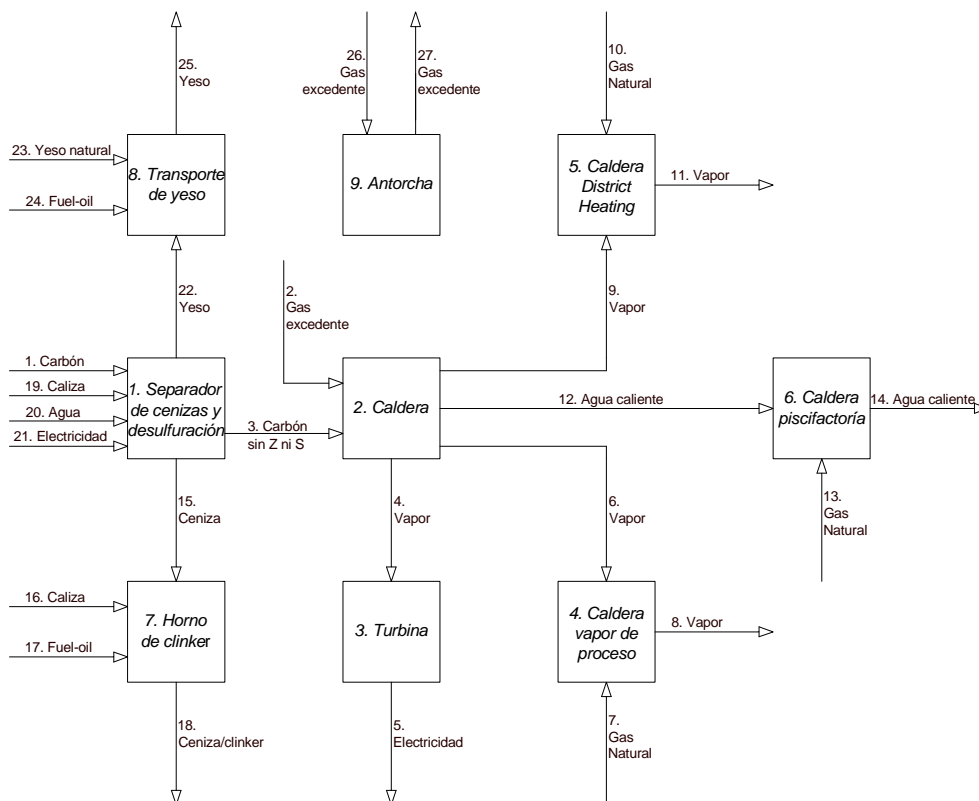 25.
Yeso
26.
Gas
excedente
27.
Gas
excedente
10.
Gas
Natural
23. Yeso natural
24. Fuel-oil
8. Transporte
de yeso
9. Antorcha
5. Caldera
District
Heating
11. Vapor
22.
Yeso
2.
Gas
excedente
9.
Vapor
1. Carbón
19. Caliza
20. Agua
21. Electricidad
1. Separador
de cenizas y
desulfuración
3. Carbón
sin Z ni S
2. Caldera
12. Agua caliente
6. Caldera
piscifactoría
14. Agua caliente
15.
Ceniza
4.
Vapor
6.
Vapor
13.
Gas
Natural
16. Caliza
17. Fuel-oil
7. Horno
de clinker
3. Turbina
4. Caldera
vapor de
proceso
8. Vapor
18.
Ceniza/clinker
5.
Electricidad
7.
Gas
Natural